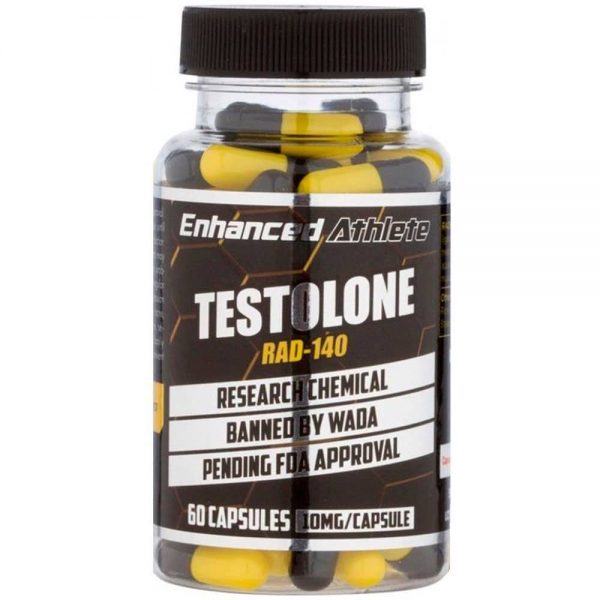 Enhanced Athlete
TESTOLONE
RAD-140
RESEARCH CHEMICAL
BANNED BY WADA
PENDING FDA APPROVAL
60 CAPSULES 10MG/CAPSULE